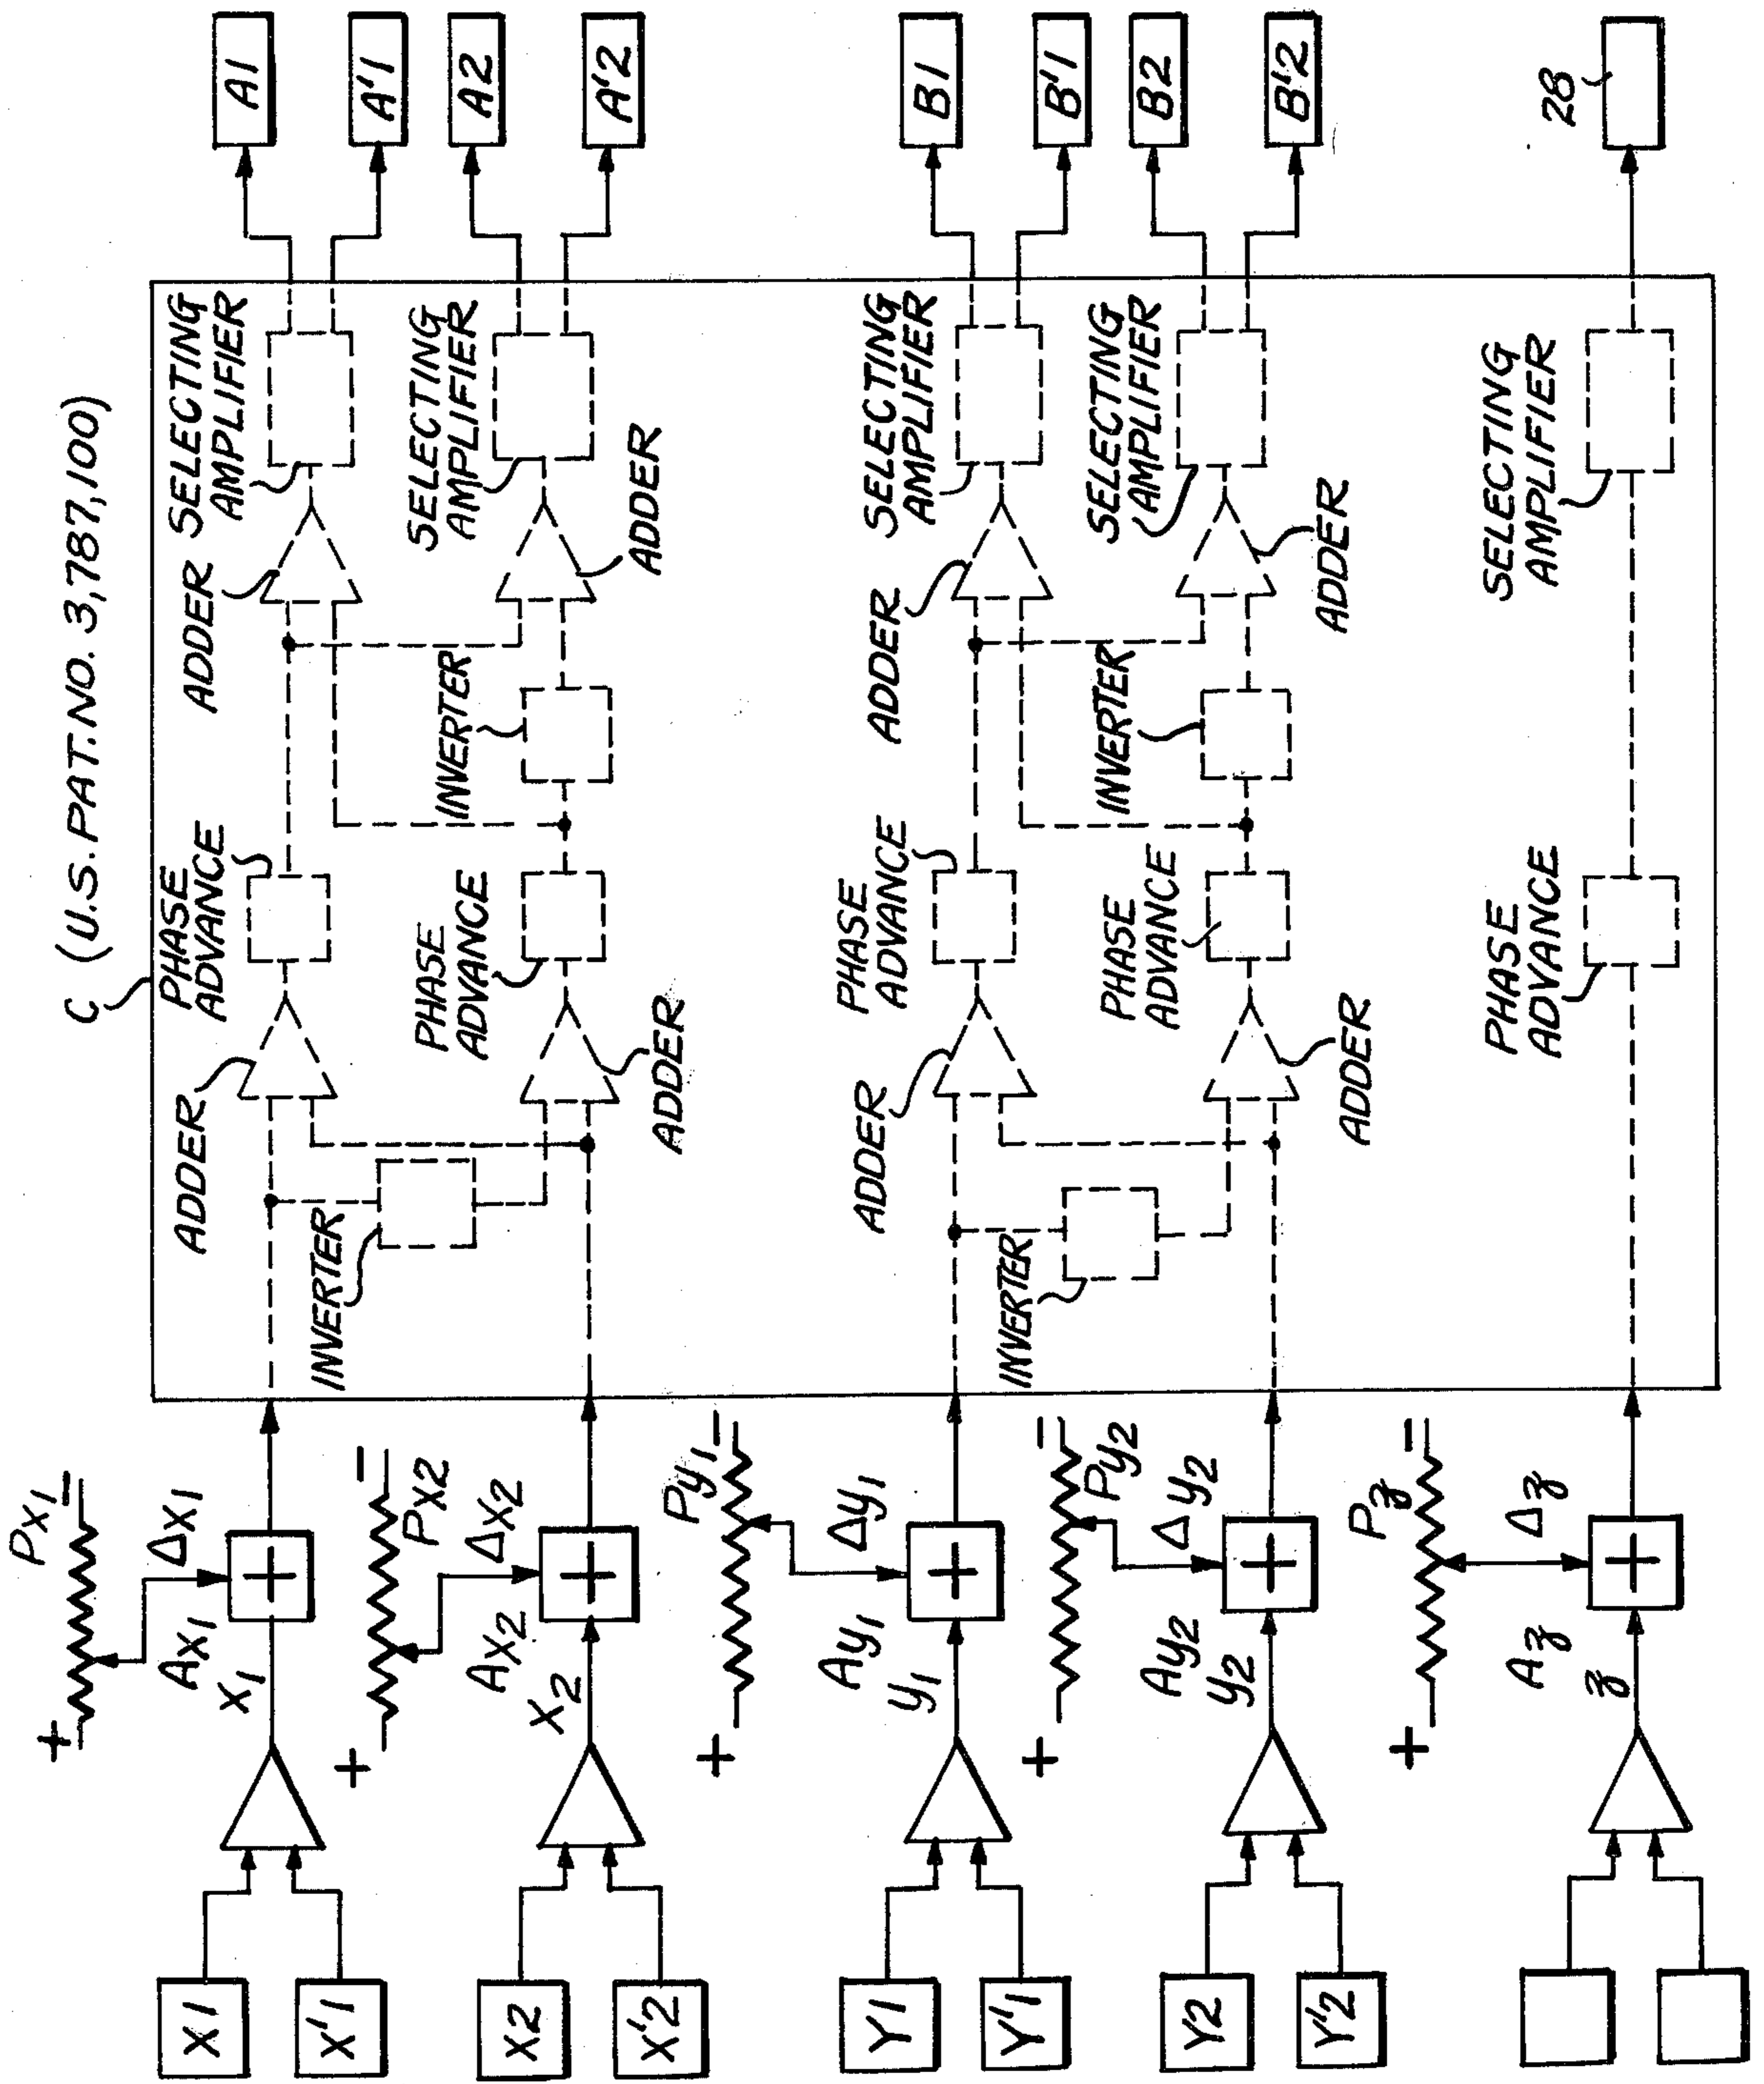 C (U.S. PAT. NO. 3,787,100)
X1
X'1
X2
X'2
Y1
Y'1
Y2
Y'2
+
PX1
−
ΔX1
AX1
X1
+
+
PX2
−
ΔX2
AX2
X2
+
+
Py1
−
Δy1
Ay1
y1
+
+
Py2
−
Δy2
Ay2
y2
+
+
Pz
−
Δz
Az
z
+
INVERTER
ADDER
ADDER
PHASE
ADVANCE
PHASE
ADVANCE
INVERTER
ADDER
ADDER
SELECTING
AMPLIFIER
SELECTING
AMPLIFIER
INVERTER
ADDER
ADDER
PHASE
ADVANCE
PHASE
ADVANCE
INVERTER
ADDER
ADDER
SELECTING
AMPLIFIER
SELECTING
AMPLIFIER
PHASE
ADVANCE
SELECTING
AMPLIFIER
A1
A'1
A2
A'2
B1
B'1
B2
B'2
28